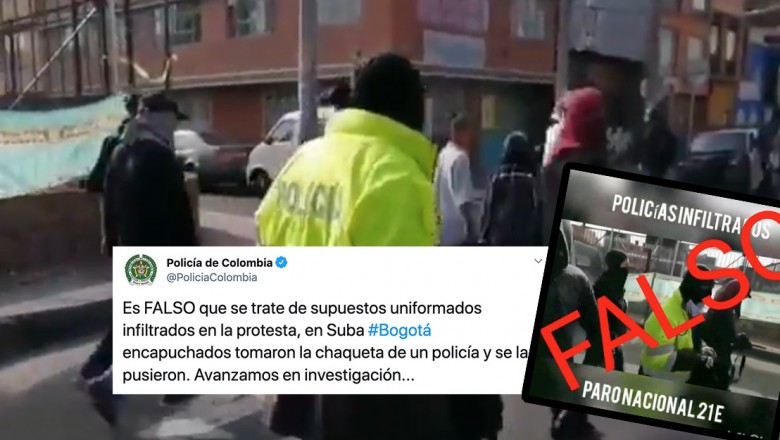 POLICÍA
Policía de Colombia
@PoliciaColombia
Es FALSO que se trate de supuestos uniformados
infiltrados en la protesta, en Suba #Bogotá
encapuchados tomaron la chaqueta de un policía y se la
pusieron. Avanzamos en investigación...
POLICÍAS INFILTRADOS
FALSO
PARO NACIONAL 21E